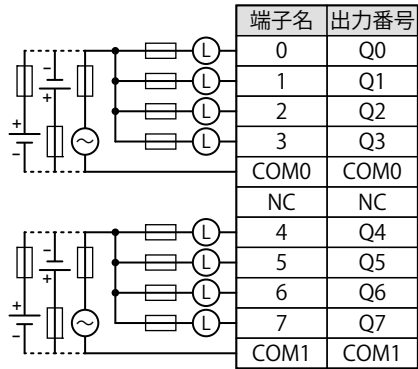 端子名 出力番号
L 0 Q0
L 1 Q1
L 2 Q2
L 3 Q3
COM0 COM0
NC NC
L 4 Q4
L 5 Q5
L 6 Q6
L 7 Q7
COM1 COM1